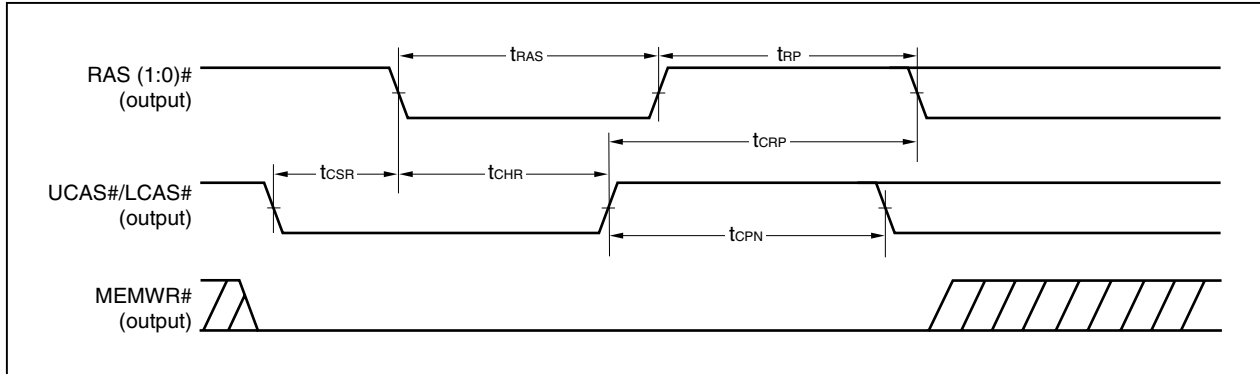 tRAS
tRP
RAS (1:0)#
(output)
tCRP
tCSR
tCHR
UCAS#/LCAS#
(output)
tCPN
MEMWR#
(output)